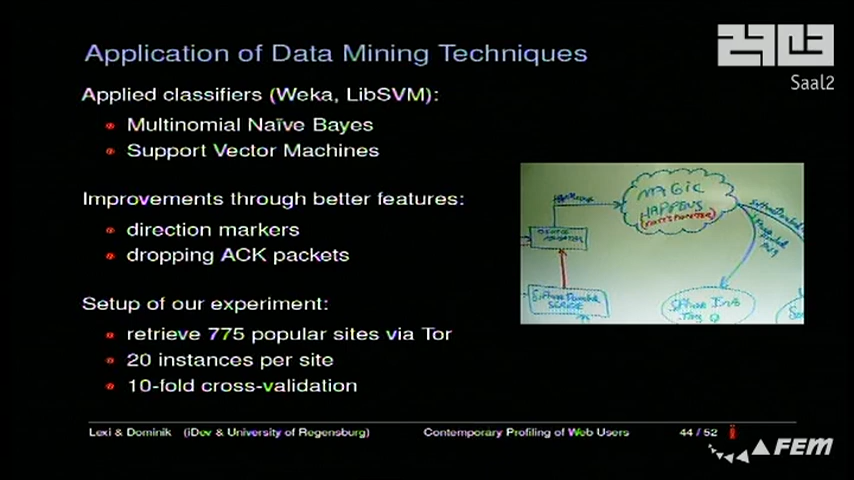 29C3
Saal2
Application of Data Mining Techniques
Applied classifiers (Weka, LibSVM):
Multinomial Naïve Bayes
Support Vector Machines
Improvements through better features:
direction markers
dropping ACK packets
MAGIC
HAPPENS
Setup of our experiment:
retrieve 775 popular sites via Tor
20 instances per site
10-fold cross-validation
Lexi & Dominik (iDev & University of Regensburg) Contemporary Profiling of Web Users 44 / 52
FEM